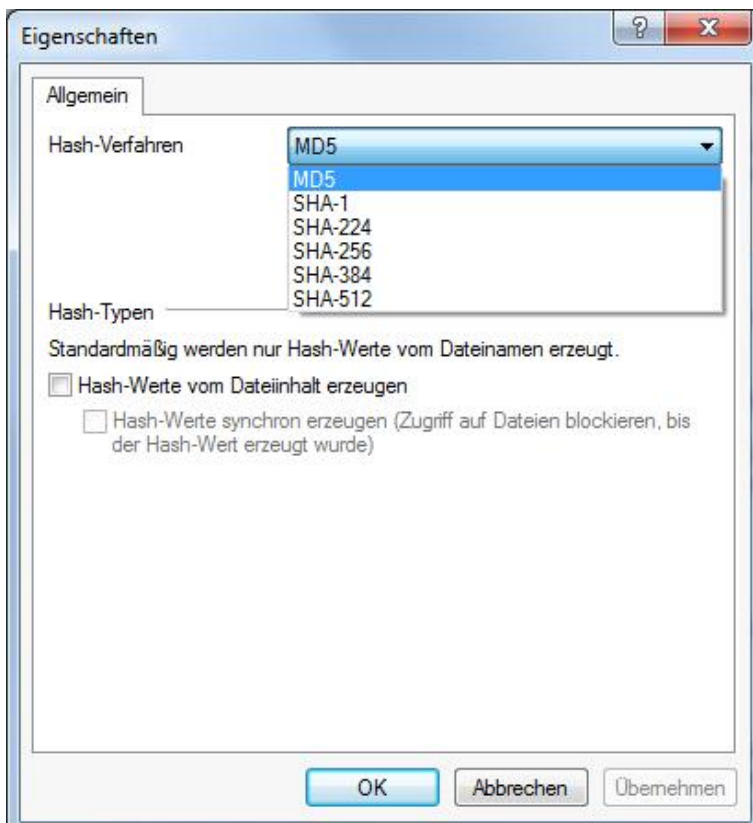 Eigenschaften
Allgemein
Hash-Verfahren
MD5
MD5
SHA-1
SHA-224
SHA-256
SHA-384
SHA-512
Hash-Typen
Standardmäßig werden nur Hash-Werte vom Dateinamen erzeugt.
Hash-Werte vom Dateiinhalt erzeugen
Hash-Werte synchron erzeugen (Zugriff auf Dateien blockieren, bis
der Hash-Wert erzeugt wurde)
OK
Abbrechen
Übernehmen